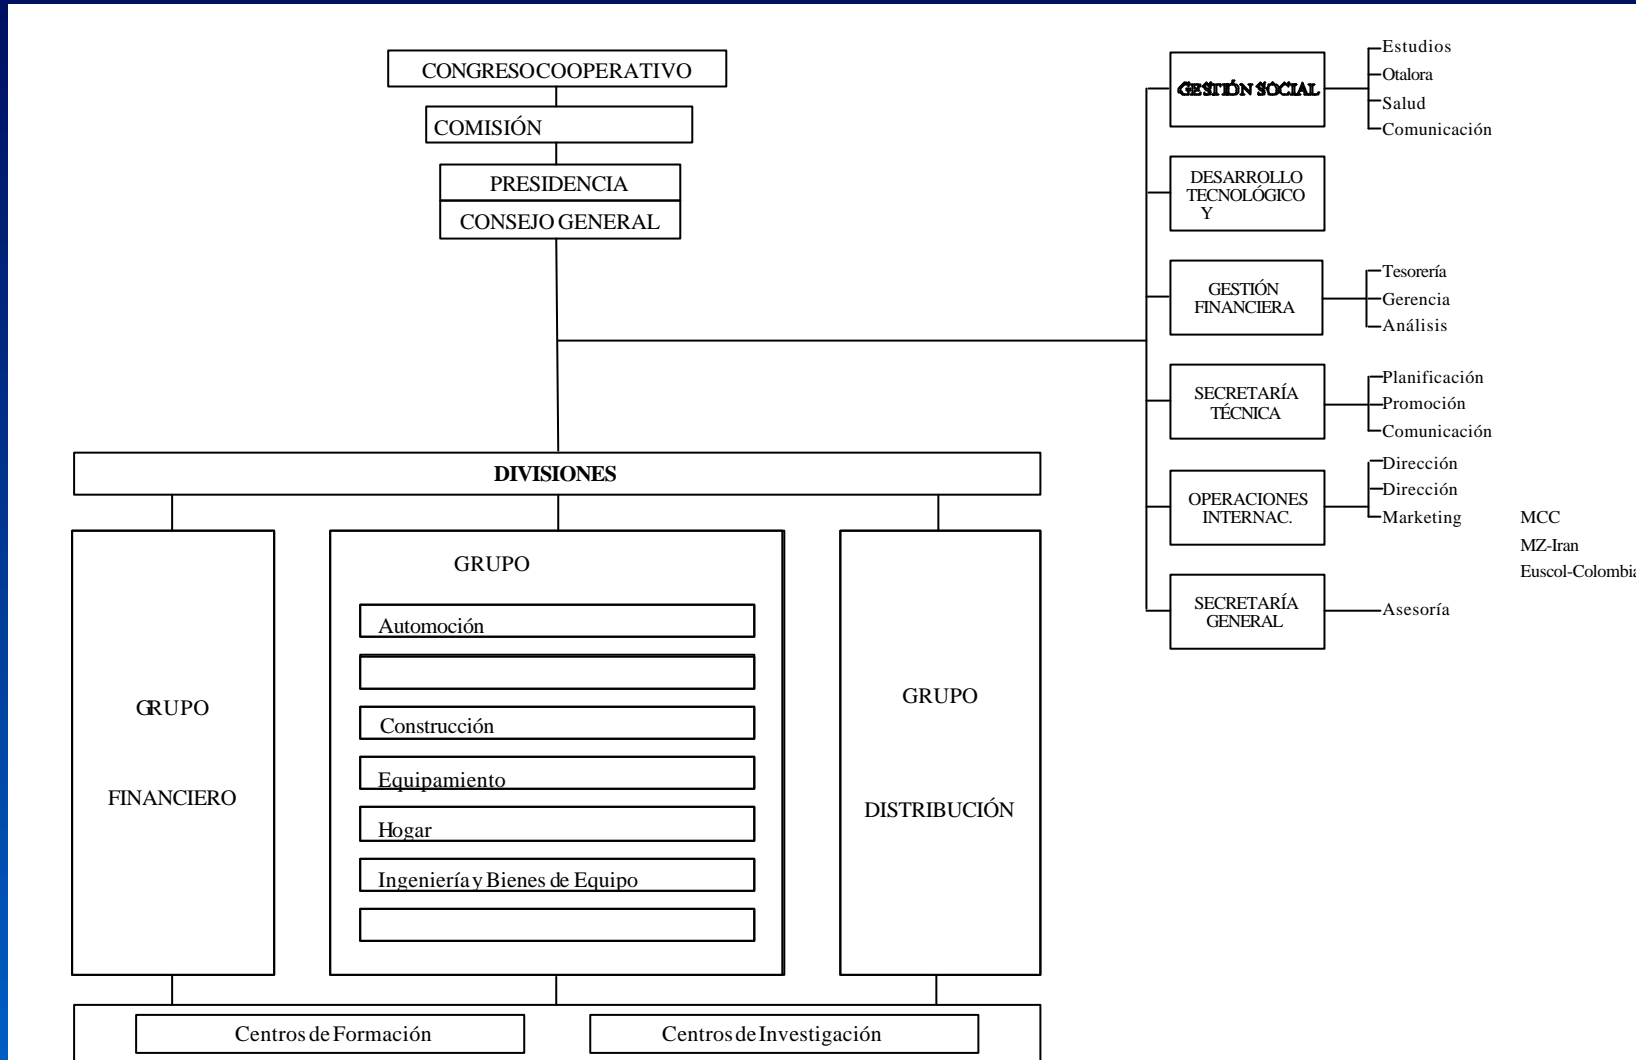 CONGRESO COOPERATIVO
COMISIÓN
PRESIDENCIA
CONSEJO GENERAL
GESTIÓN SOCIAL
Estudios
Otalora
Salud
Comunicación
DESARROLLO
TECNOLÓGICO
Y
GESTIÓN
FINANCIERA
Tesorería
Gerencia
Análisis
SECRETARÍA
TÉCNICA
Planificación
Promoción
Comunicación
OPERACIONES
INTERNAC.
Dirección
Dirección
Marketing
MCC
MZ-Iran
Euscol-Colombia
SECRETARÍA
GENERAL
Asesoría
DIVISIONES
GRUPO
FINANCIERO
GRUPO
Automoción
Construcción
Equipamiento
Hogar
Ingeniería y Bienes de Equipo
GRUPO
DISTRIBUCIÓN
Centros de Formación
Centros de Investigación